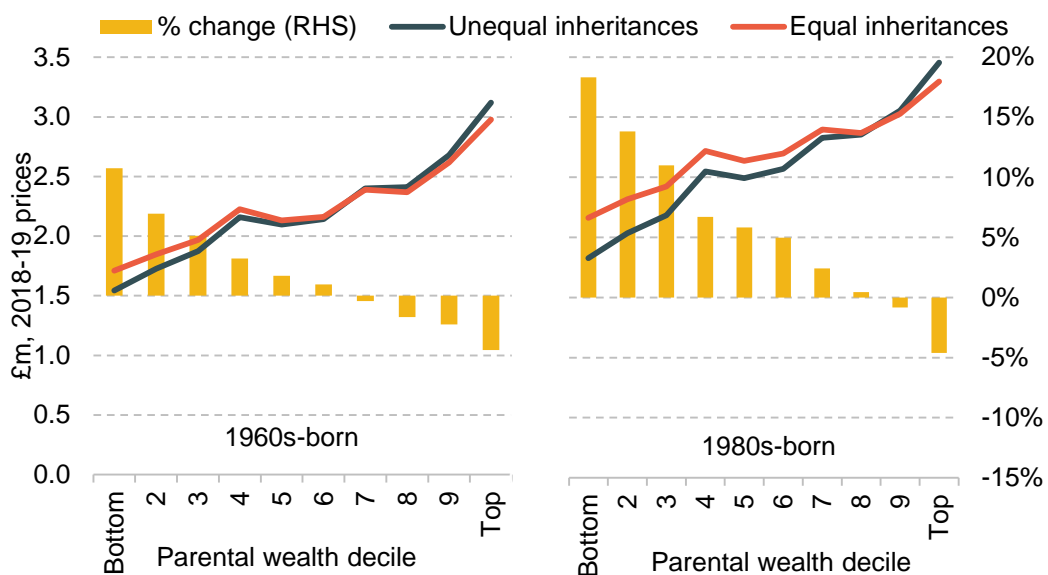 % change (RHS) Unequal inheritances Equal inheritances
£m, 2018-19 prices
3.5
3.0
2.5
2.0
1.5
1.0
0.5
0.0
1960s-born
Bottom 2 3 4 5 6 7 8 9 Top
Parental wealth decile
20%
15%
10%
5%
0%
-5%
-10%
-15%
1980s-born
Bottom 2 3 4 5 6 7 8 9 Top
Parental wealth decile